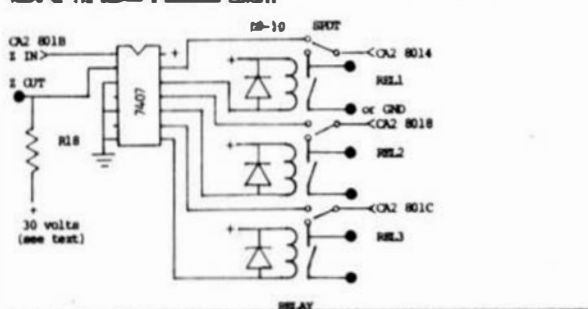 SPDT
CA2 801B
Z IN>
+
<CA2 8014
Z OUT
+
REL1
7407
or GND
<CA2 8018
R18
+
REL2
<CA2 801C
+
30 volts
(see text)
+
REL3
RELAY